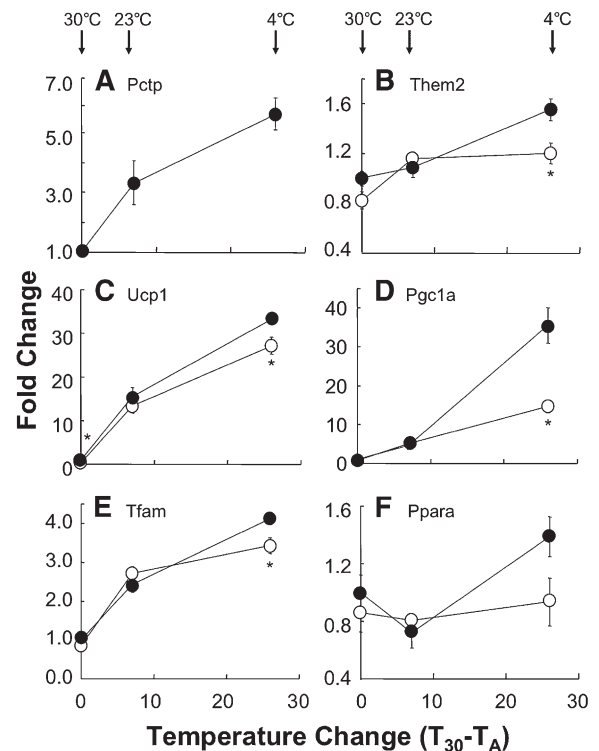 30°C 23°C 4°C 30°C 23°C 4°C
A Pctp
7.0
5.0
3.0
1.0
B Them2
1.6
1.2
0.8
0.4
*
C Ucp1
40
30
20
10
0
*
*
D Pgc1a
40
30
20
10
0
*
E Tfam
4.0
3.0
2.0
1.0
0.0
*
0 10 20 30
F Ppara
1.6
1.2
0.8
0.4
0 10 20 30
Fold Change
Temperature Change (T30-TA)